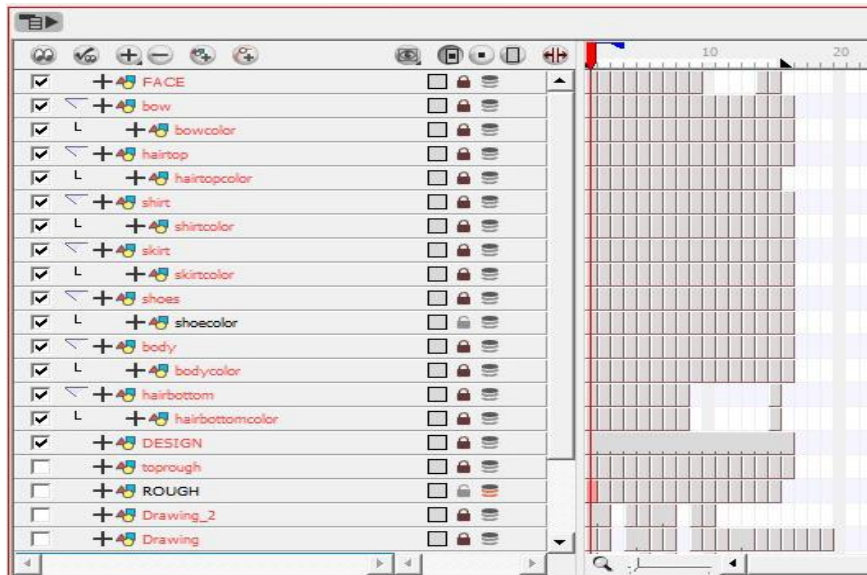 10 20
FACE
bow
bowcolor
hairtop
hairtopcolor
shirt
shirtcolor
skirt
skirtcolor
shoes
shoecolor
body
bodycolor
hairbottom
hairbottomcolor
DESIGN
toprough
ROUGH
Drawing_2
Drawing